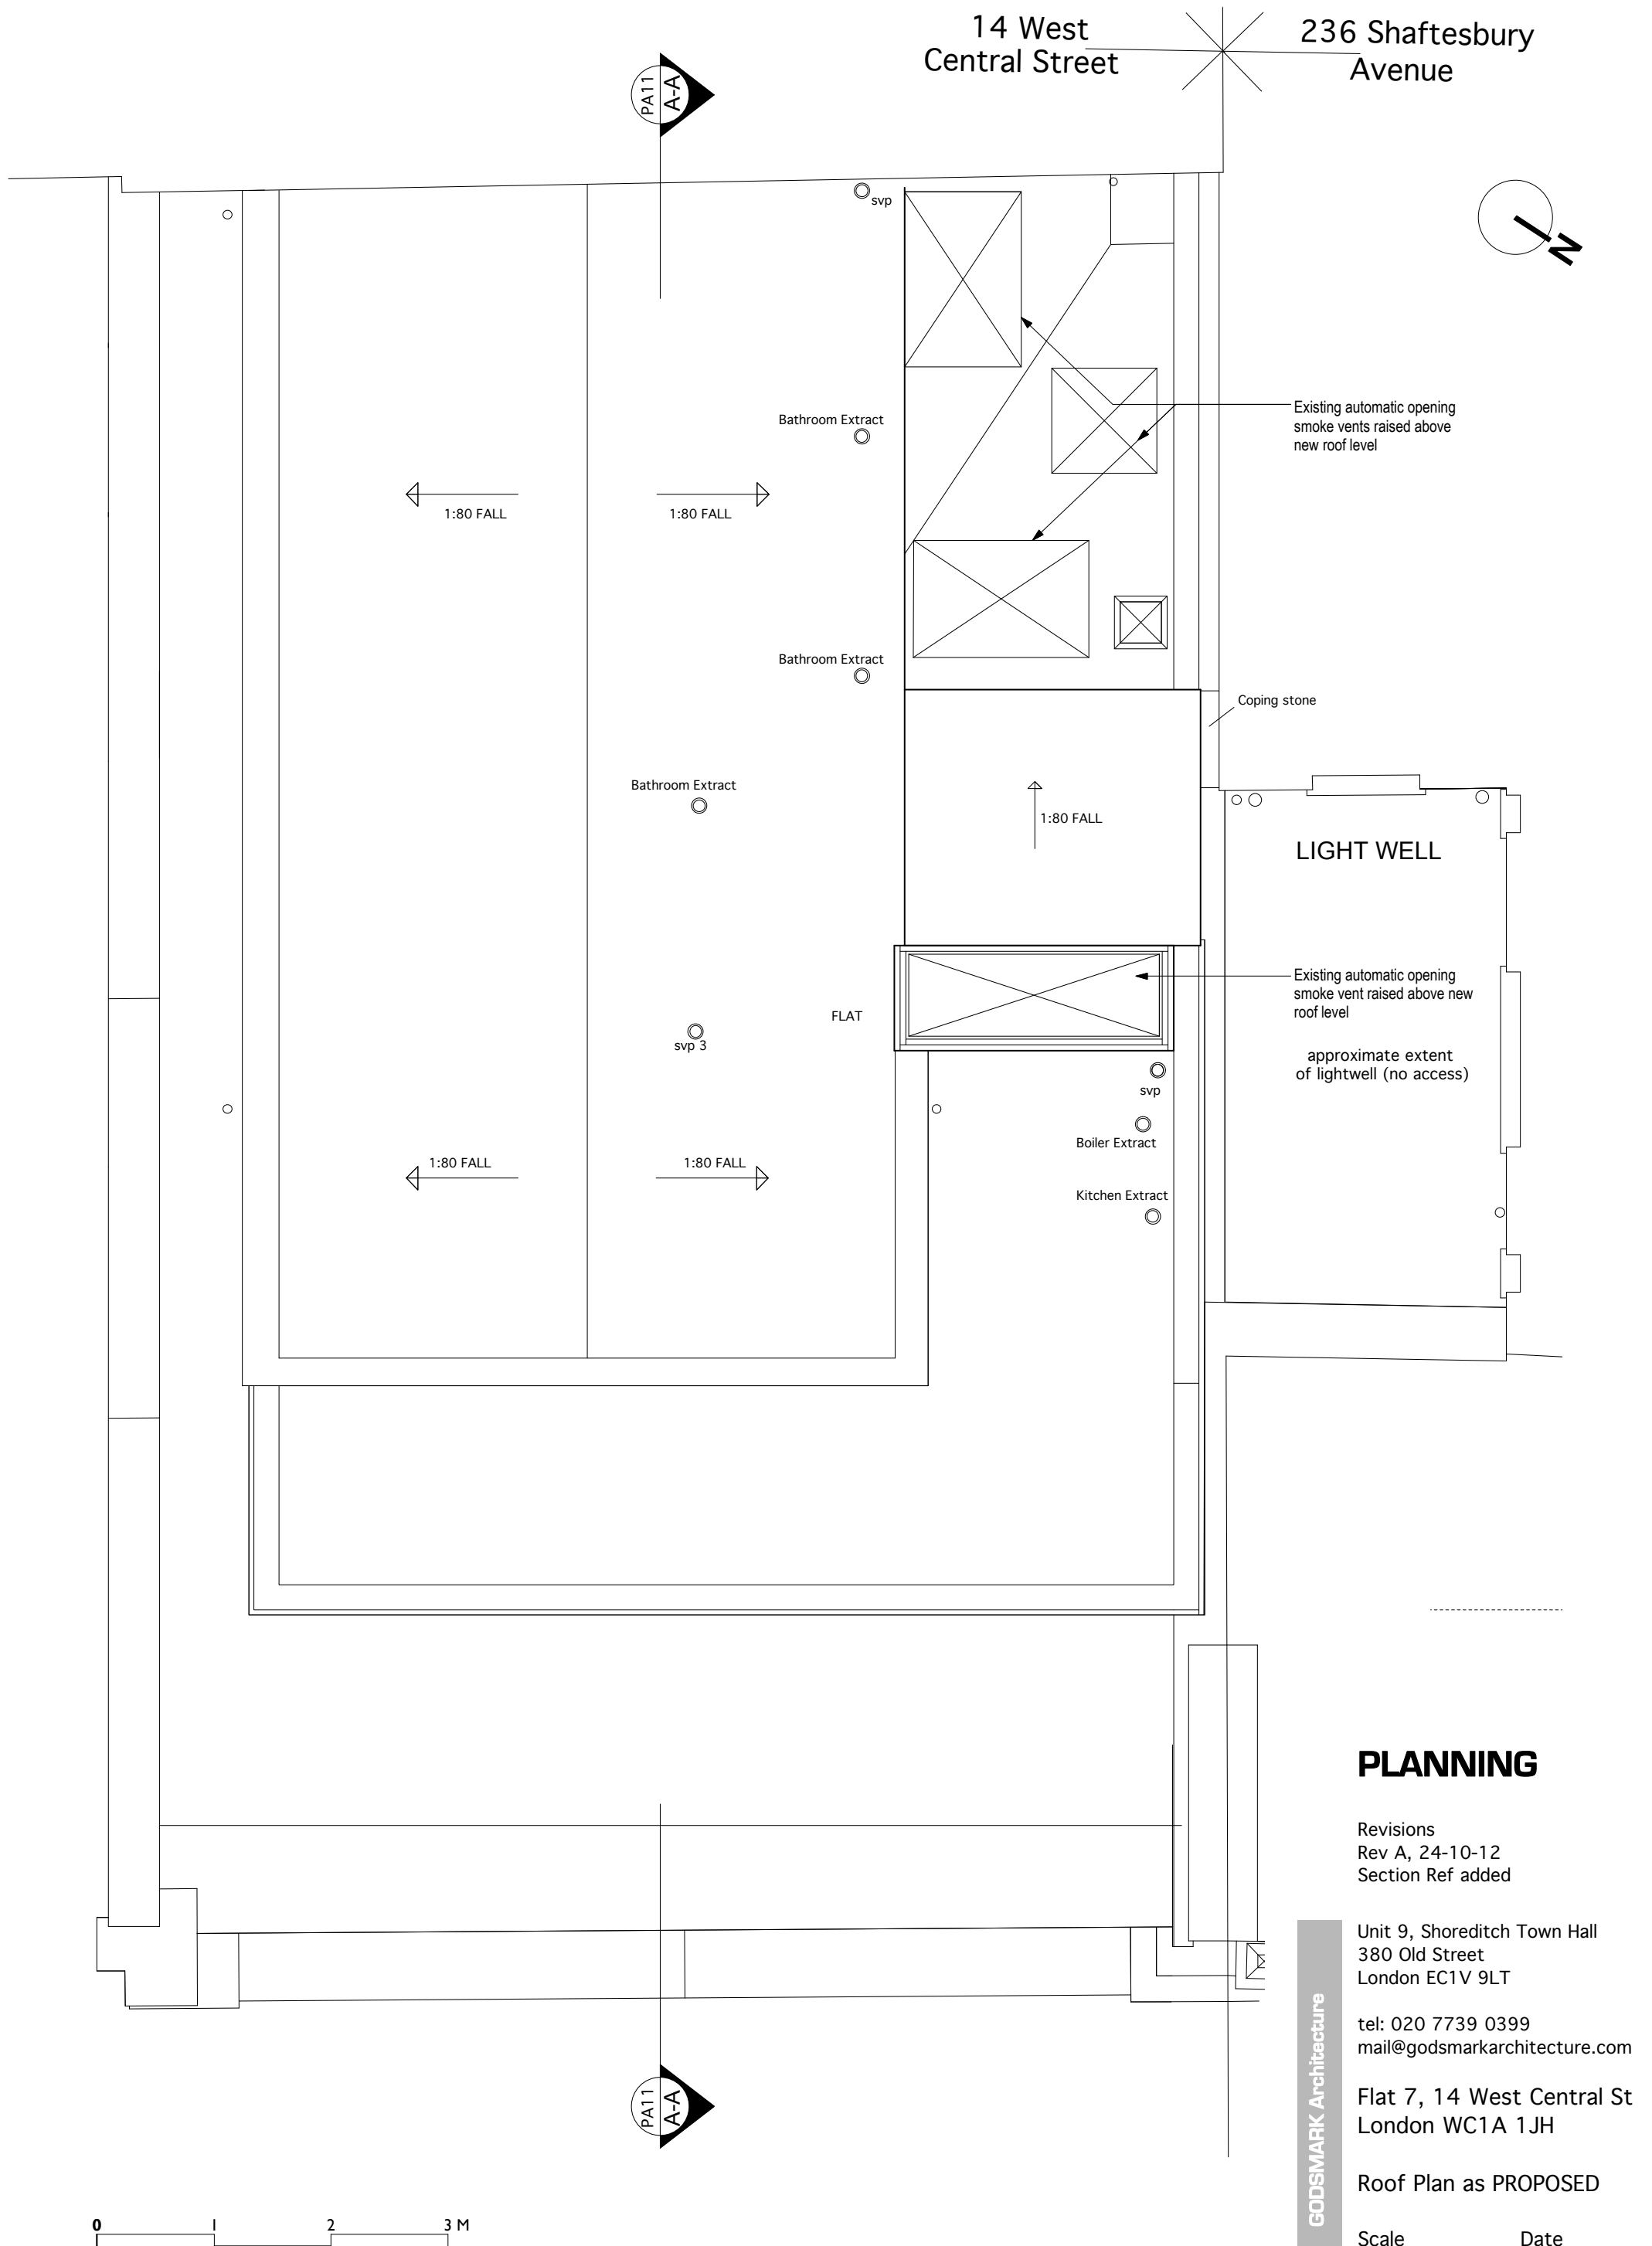 14 West
Central Street
236 Shaftesbury
Avenue
PA11
A-A
svp
N
Bathroom Extract
Existing automatic opening
smoke vents raised above
new roof level
1:80 FALL
1:80 FALL
Bathroom Extract
Coping stone
Bathroom Extract
1:80 FALL
LIGHT WELL
Existing automatic opening
smoke vent raised above new
roof level
FLAT
svp 3
approximate extent
of lightwell (no access)
svp
Boiler Extract
1:80 FALL
1:80 FALL
Kitchen Extract
PLANNING
Revisions
Rev A, 24-10-12
Section Ref added
Unit 9, Shoreditch Town Hall
380 Old Street
London EC1V 9LT
tel: 020 7739 0399
mail@godsmarkarchitecture.com
GODSMARK Architecture
PA11
A-A
Flat 7, 14 West Central St
London WC1A 1JH
Roof Plan as PROPOSED
0 1 2 3 M
Scale Date